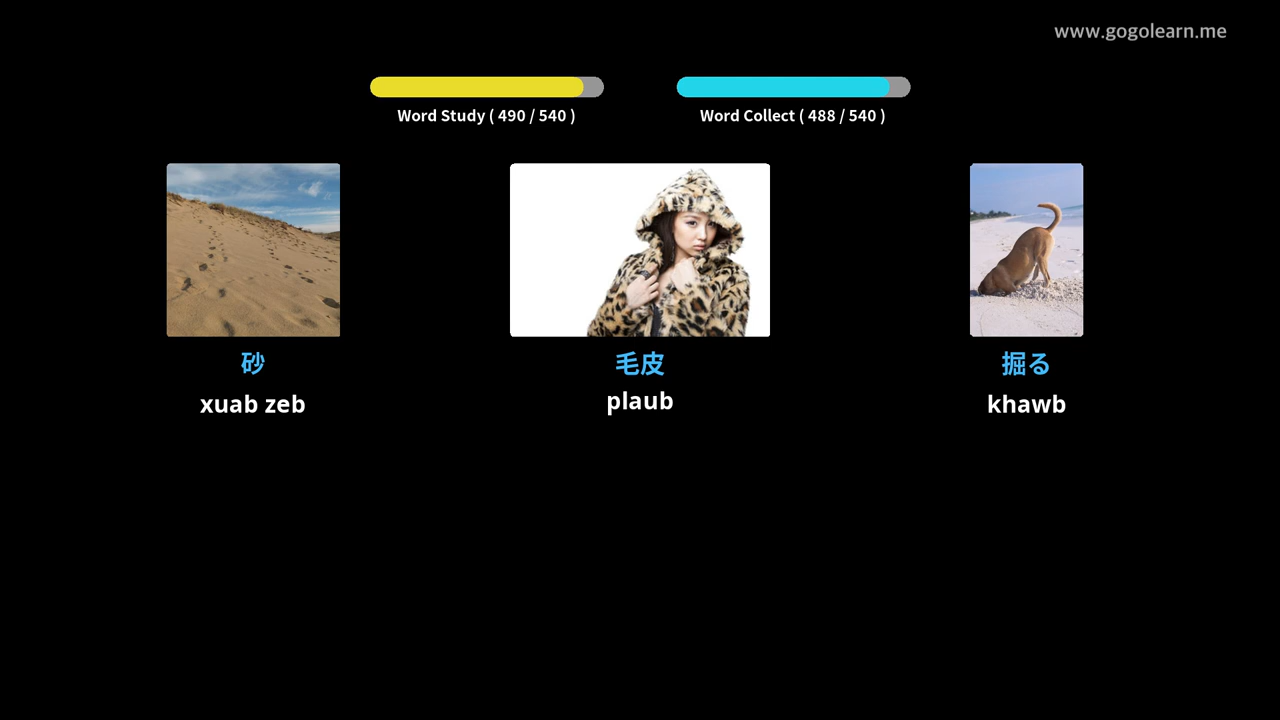 www.gogolearn.me
Word Study ( 490 / 540 )
Word Collect ( 488 / 540 )
砂
毛皮
掘る
xuab zeb
plaub
khawb